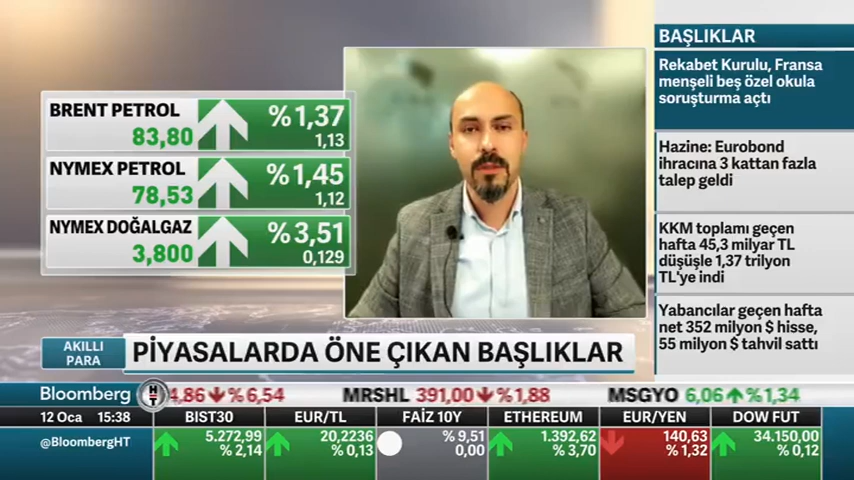 BRENT PETROL
83,80
%1,37
1,13
NYMEX PETROL
78,53
%1,45
1,12
NYMEX DOĞALGAZ
3,800
%3,51
0,129
BAŞLIKLAR
Rekabet Kurulu, Fransa
menşeli beş özel okula
soruşturma açtı
Hazine: Eurobond
ihracına 3 kattan fazla
talep geldi
KKM toplamı geçen
hafta 45,3 milyar TL
düşüşle 1,37 trilyon
TL'ye indi
Yabancılar geçen hafta
net 352 milyon $ hisse,
55 milyon $ tahvil sattı
AKILLI
PARA
PİYASALARDA ÖNE ÇIKAN BAŞLIKLAR
Bloomberg HT 4,86 %6,54 MRSHL 391,00 %1,88 MSGYO 6,06 %1,34
12 Oca 15:38 BIST30 EUR/TL FAİZ 10Y ETHEREUM EUR/YEN DOW FUT
@BloombergHT 5.272,99 20,2236 %9,51 1.392,62 140,63 34.150,00
%2,14 %0,13 0,00 %3,70 %1,32 %0,12